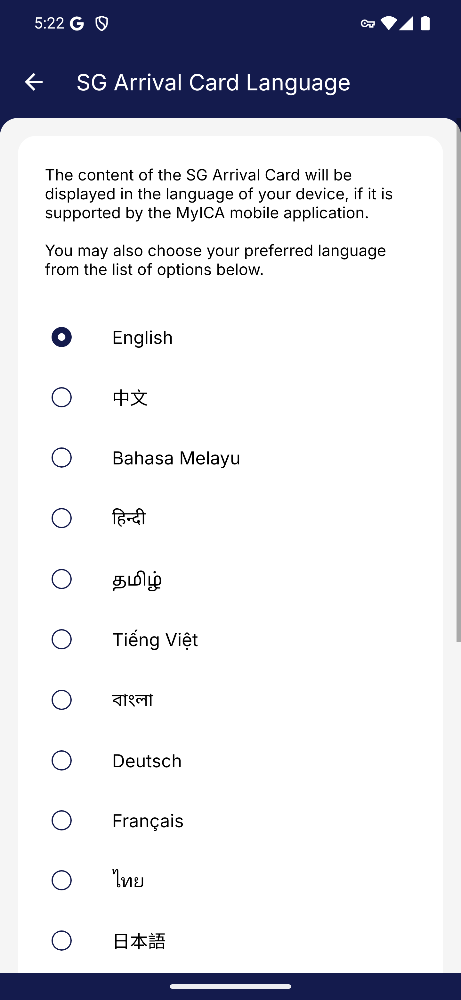 5:22
SG Arrival Card Language
The content of the SG Arrival Card will be
displayed in the language of your device, if it is
supported by the MyICA mobile application.
You may also choose your preferred language
from the list of options below.
English
中文
Bahasa Melayu
हिन्दी
தமிழ்
Tiếng Việt
বাংলা
Deutsch
Français
ไทย
日本語